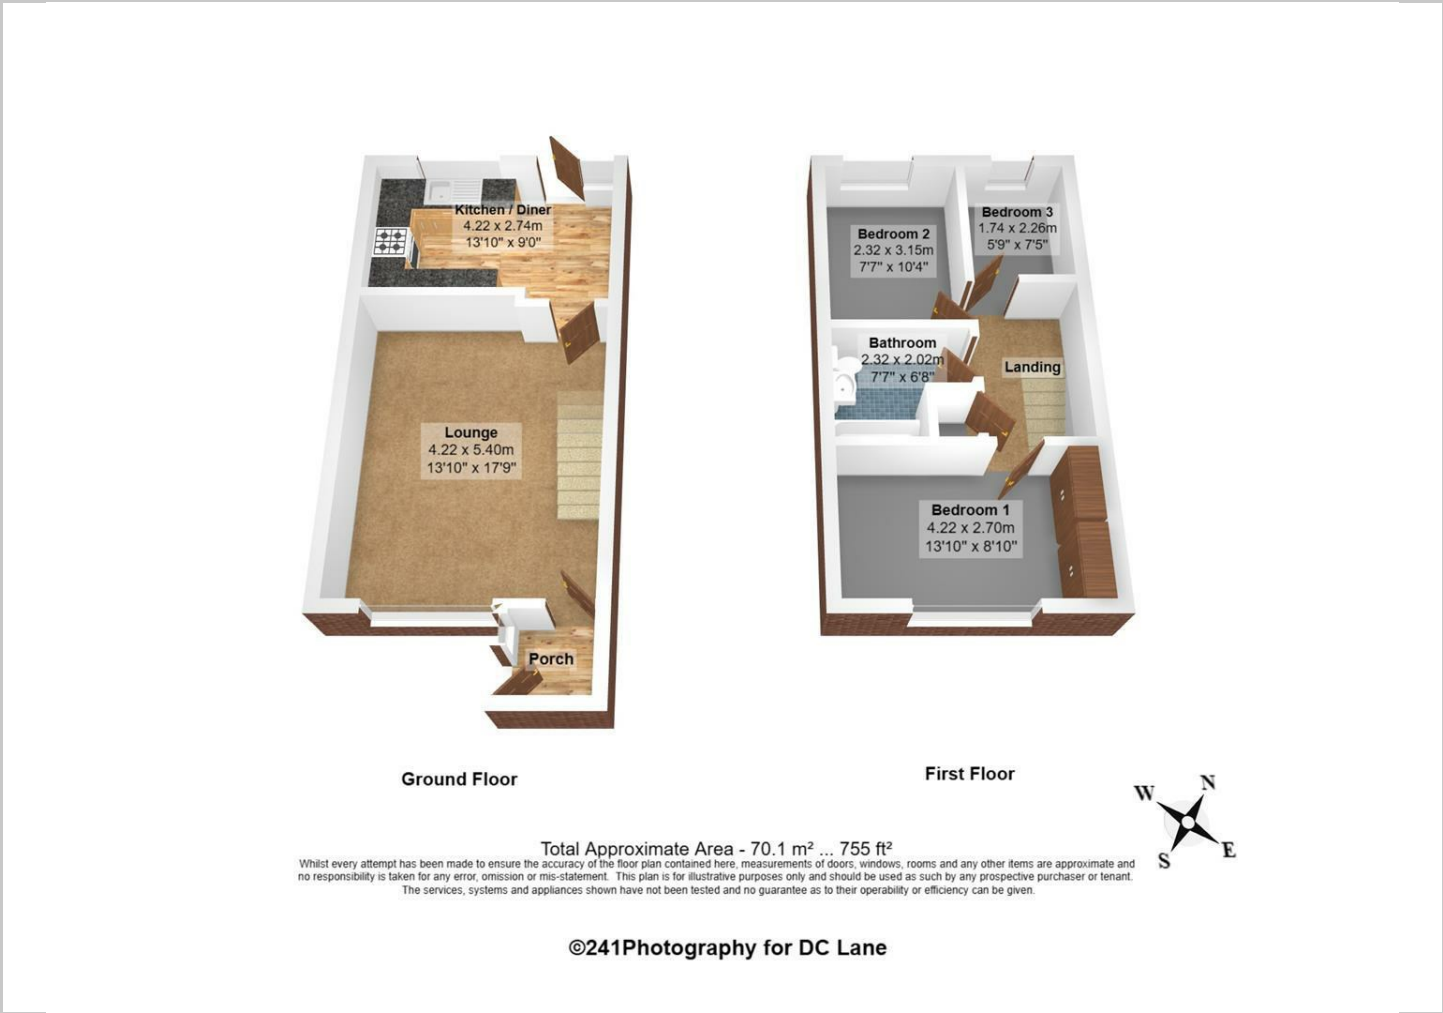 Kitchen / Diner
4.22 x 2.74m
13'10" x 9'0"
Lounge
4.22 x 5.40m
13'10" x 17'9"
Porch
Ground Floor
Bedroom 2
2.32 x 3.15m
7'7" x 10'4"
Bedroom 3
1.74 x 2.26m
5'9" x 7'5"
Bathroom
2.32 x 2.02m
7'7" x 6'8"
Landing
Bedroom 1
4.22 x 2.70m
13'10" x 8'10"
First Floor
N
W
E
S
Total Approximate Area - 70.1 m² ... 755 ft²
Whilst every attempt has been made to ensure the accuracy of the floor plan contained here, measurements of doors, windows, rooms and any other items are approximate and
no responsibility is taken for any error, omission or mis-statement. This plan is for illustrative purposes only and should be used as such by any prospective purchaser or tenant.
The services, systems and appliances shown have not been tested and no guarantee as to their operability or efficiency can be given.
©241Photography for DC Lane